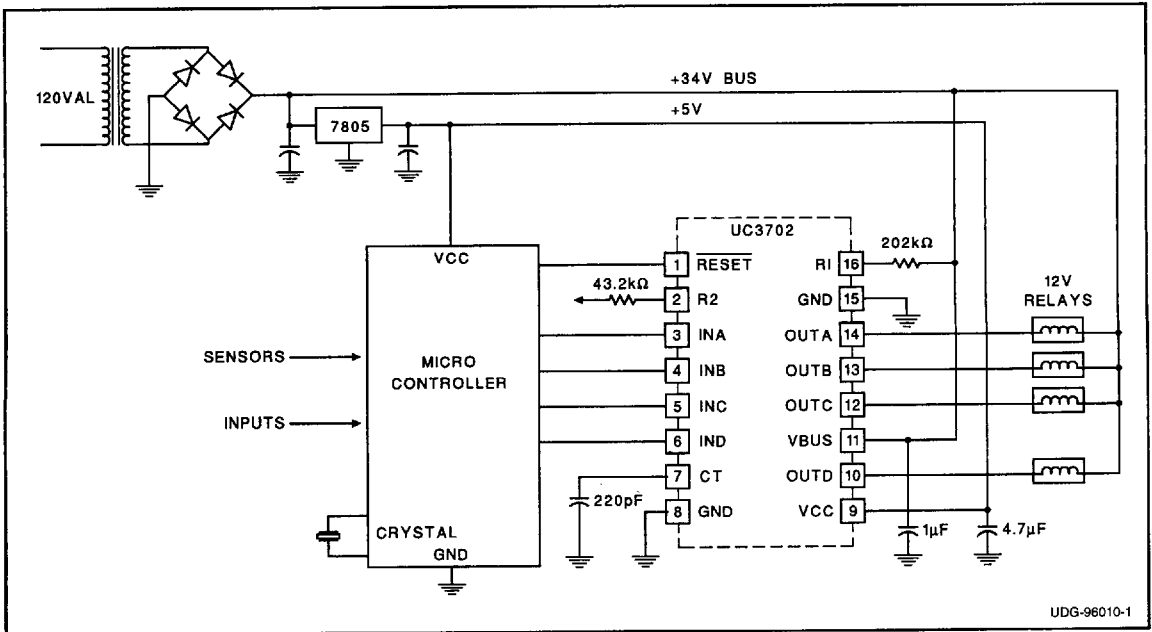 +34V BUS
120VAL
+5V
7805
UC3702
VCC
MICRO
CONTROLLER
SENSORS
INPUTS
CRYSTAL
GND
43.2kΩ
220pF
1 RESET
2 R2
3 INA
4 INB
5 INC
6 IND
7 CT
8 GND
RI 16
GND 15
OUTA 14
OUTB 13
OUTC 12
VBUS 11
OUTD 10
VCC 9
202kΩ
12V
RELAYS
1µF
4.7µF
UDG-96010-1